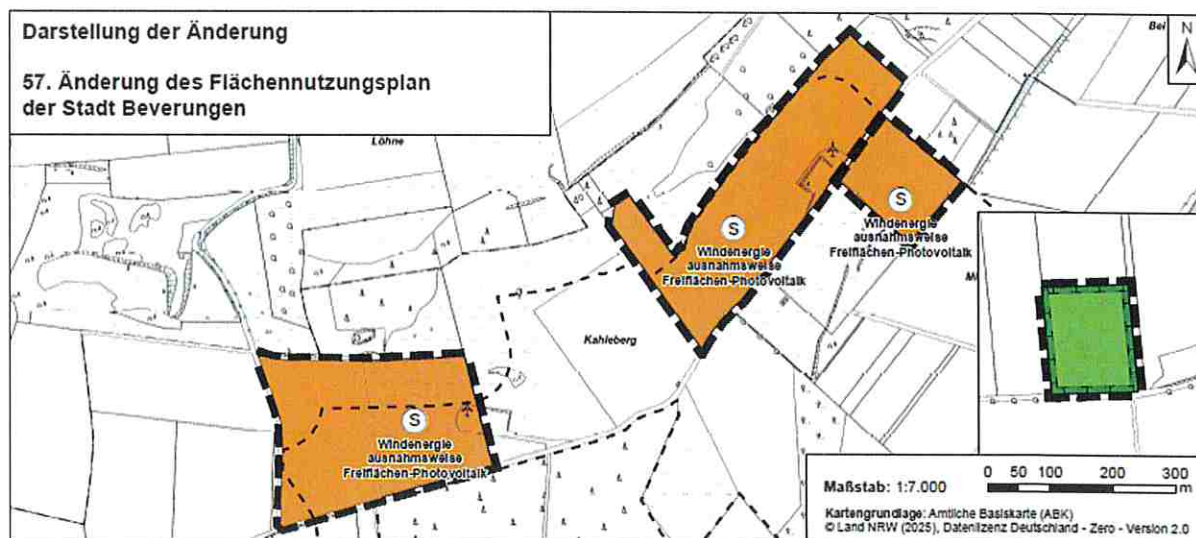 Darstellung der Änderung
57. Änderung des Flächennutzungsplan
der Stadt Beverungen
Löhne
Bei
N
S
Windenergie
ausnahmsweise
Freiflächen-Photovoltaik
S
Windenergie
ausnahmsweise
Freiflächen-Photovoltaik
Kahleberg
S
Windenergie
ausnahmsweise
Freiflächen-Photovoltaik
Maßstab: 1:7.000
0 50 100 200 300
m
Kartengrundlage: Amtliche Basiskarte (ABK)
© Land NRW (2025), Datenlizenz Deutschland - Zero - Version 2.0